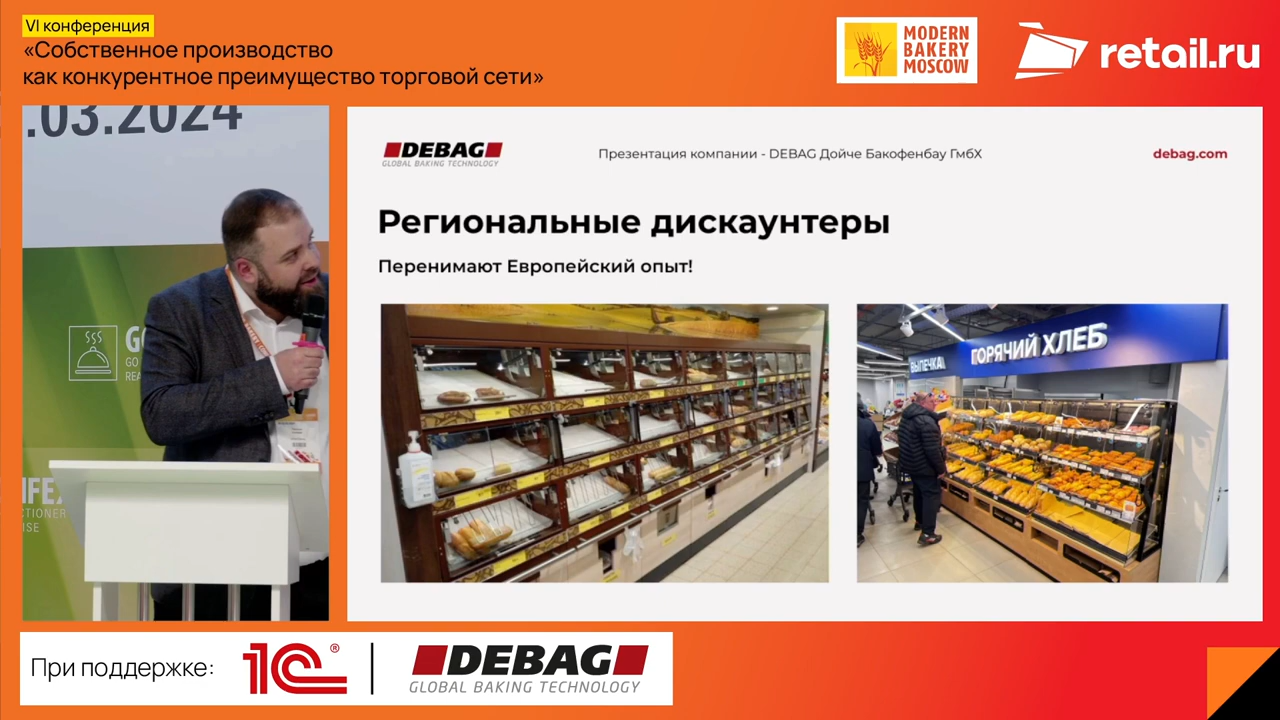 VI конференция
«Собственное производство
как конкурентное преимущество торговой сети»
MODERN
BAKERY
MOSCOW
retail.ru
.03.2024
DEBAG
GLOBAL BAKING TECHNOLOGY
Презентация компании - DEBAG Дойче Бакофенбау ГмбХ
debag.com
Региональные дискаунтеры
Перенимают Европейский опыт!
ВЫПЕЧКА
ГОРЯЧИЙ ХЛЕБ
GO
REA
При поддержке:
1С®
DEBAG
GLOBAL BAKING TECHNOLOGY